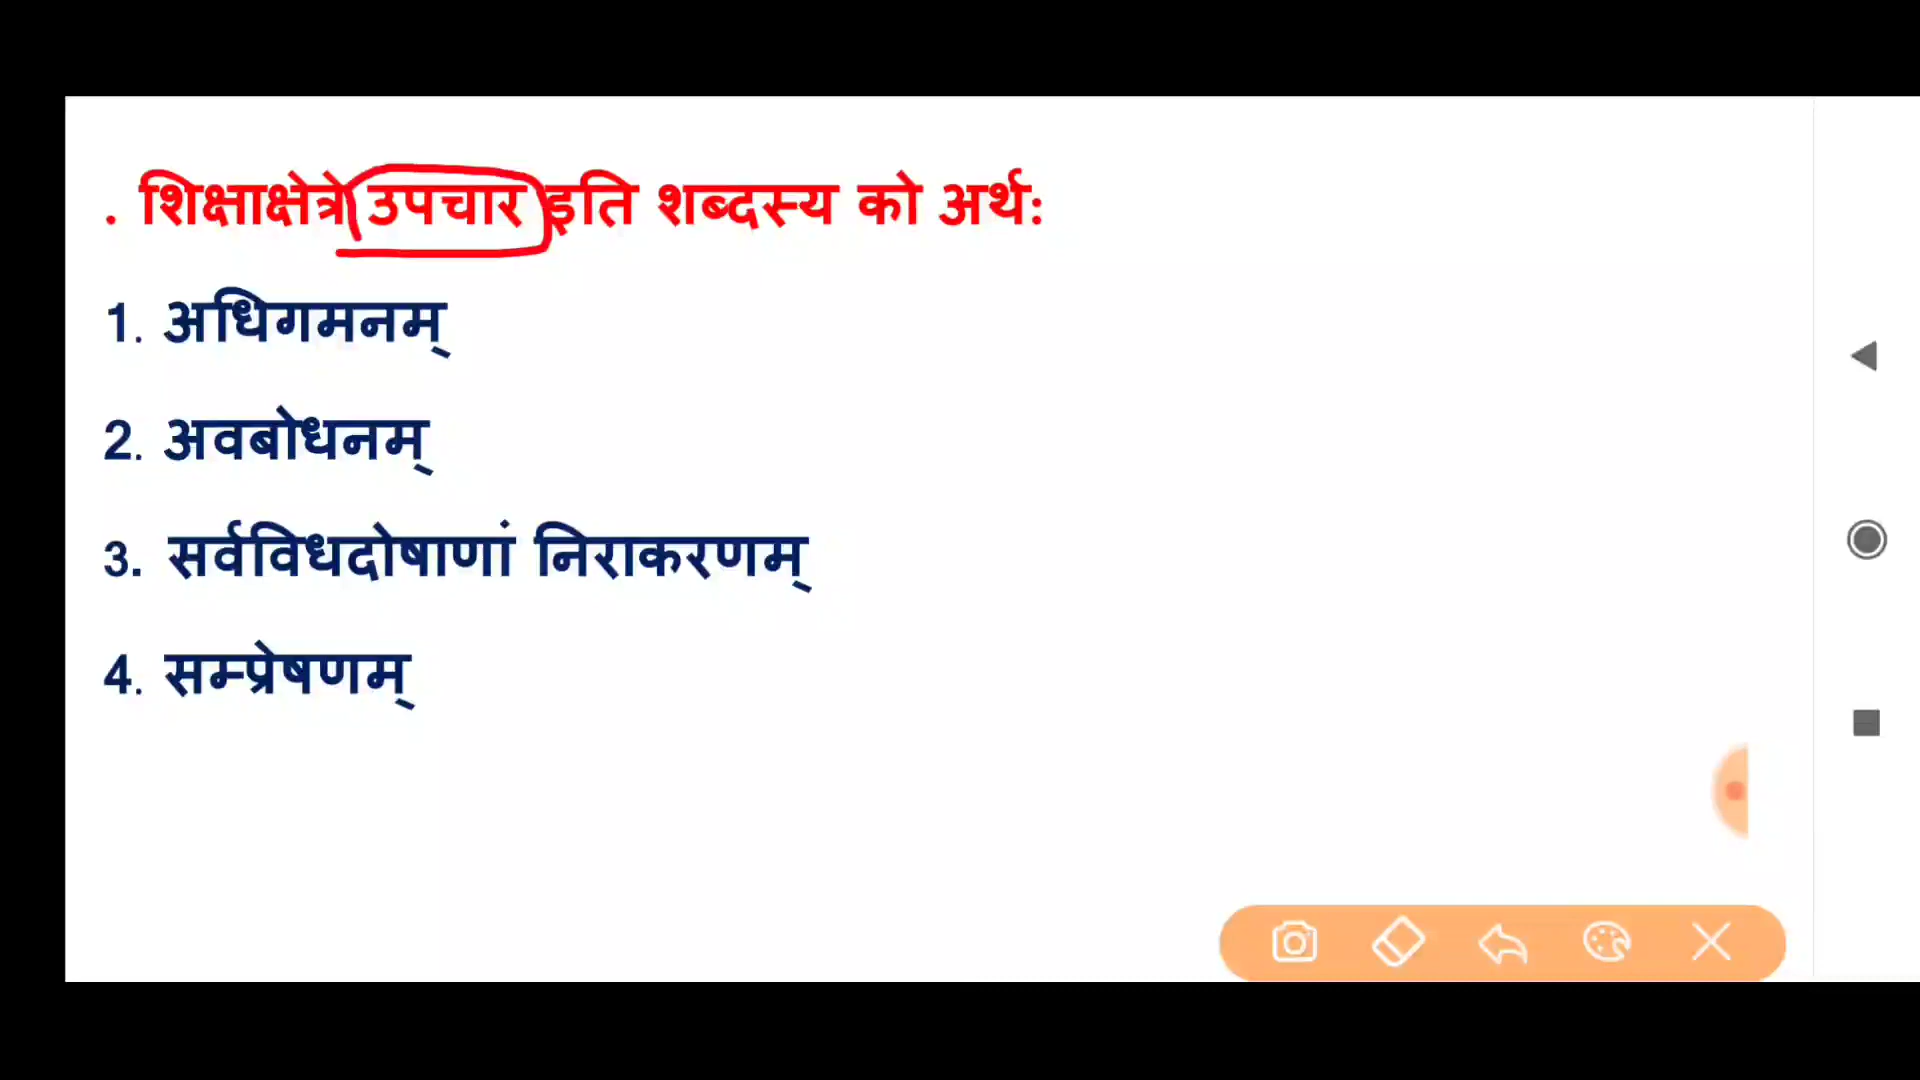 . शिक्षाक्षेत्रे उपचार इति शब्दस्य को अर्थ:
1. अधिगमनम्
2. अवबोधनम्
3. सर्वविधदोषाणां निराकरणम्
4. सम्प्रेषणम्